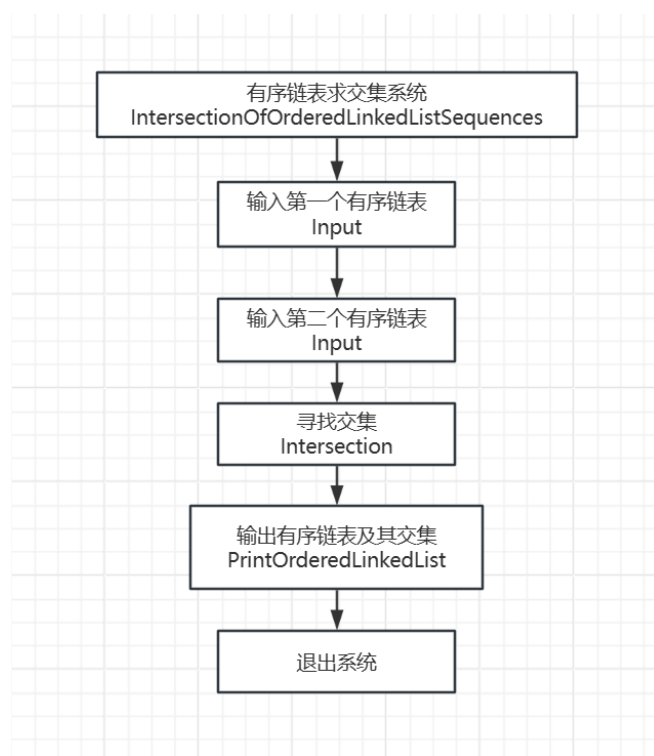 有序链表求交集系统
IntersectionOfOrderedLinkedListSequences
输入第一个有序链表
Input
输入第二个有序链表
Input
寻找交集
Intersection
输出有序链表及其交集
PrintOrderedLinkedList
退出系统